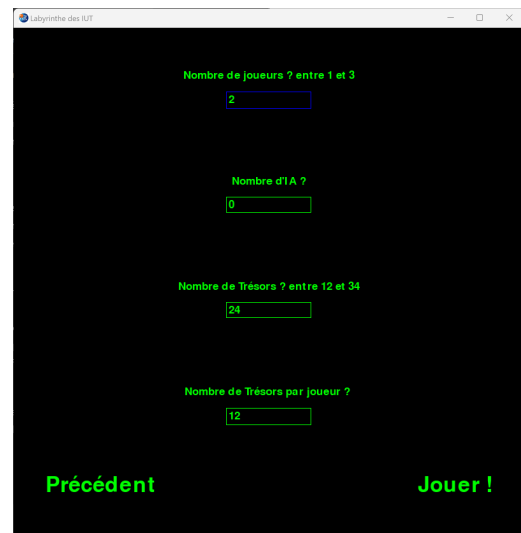 Labyrinthe des IUT
Nombre de joueurs ? entre 1 et 3
2
Nombre d'IA ?
0
Nombre de Trésors ? entre 12 et 34
24
Nombre de Trésors par joueur ?
12
Précédent
Jouer !